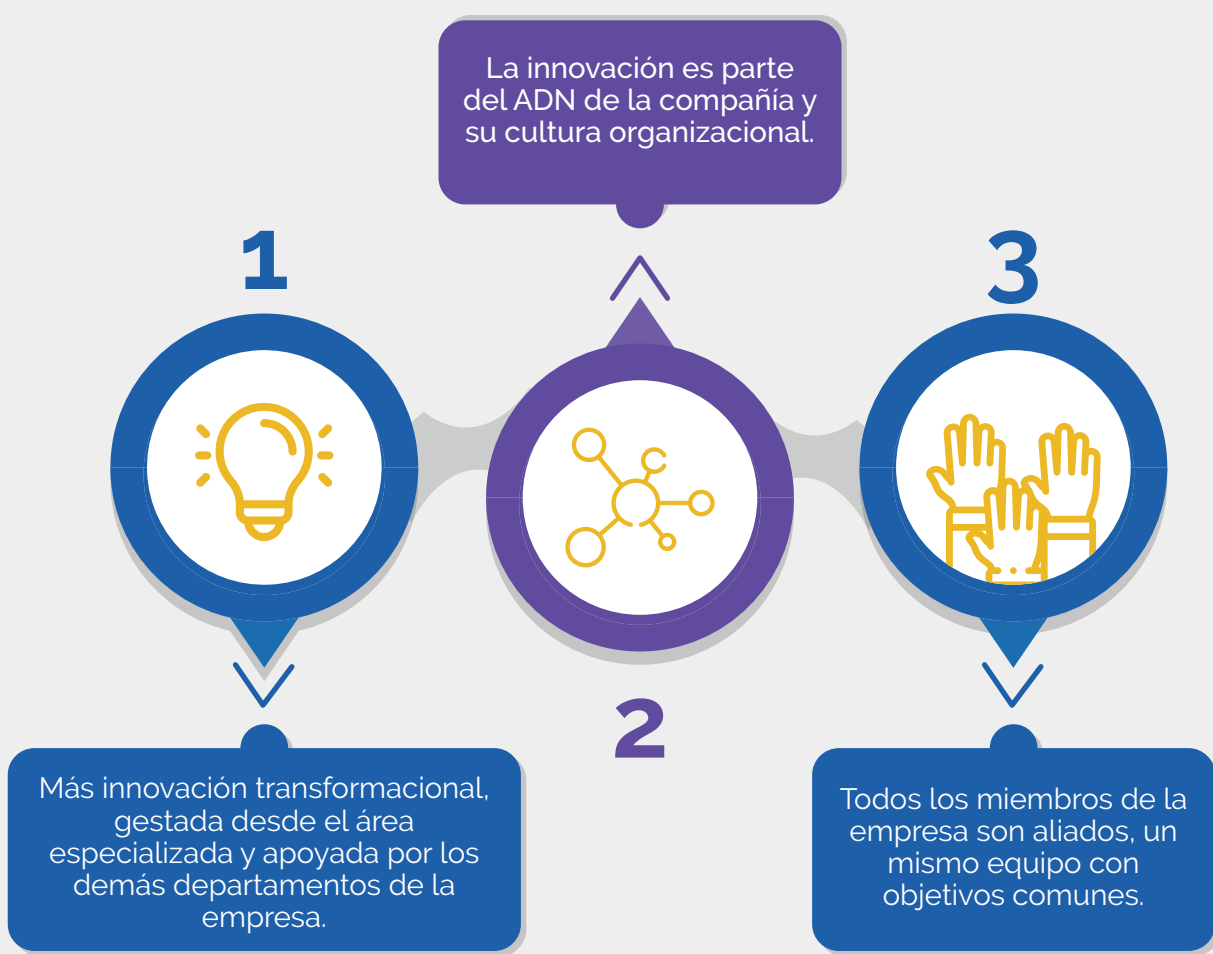 La innovación es parte
del ADN de la compañía y
su cultura organizacional.
1
3
2
Más innovación transformacional,
gestada desde el área
especializada y apoyada por los
demás departamentos de la
empresa.
Todos los miembros de la
empresa son aliados, un
mismo equipo con
objetivos comunes.